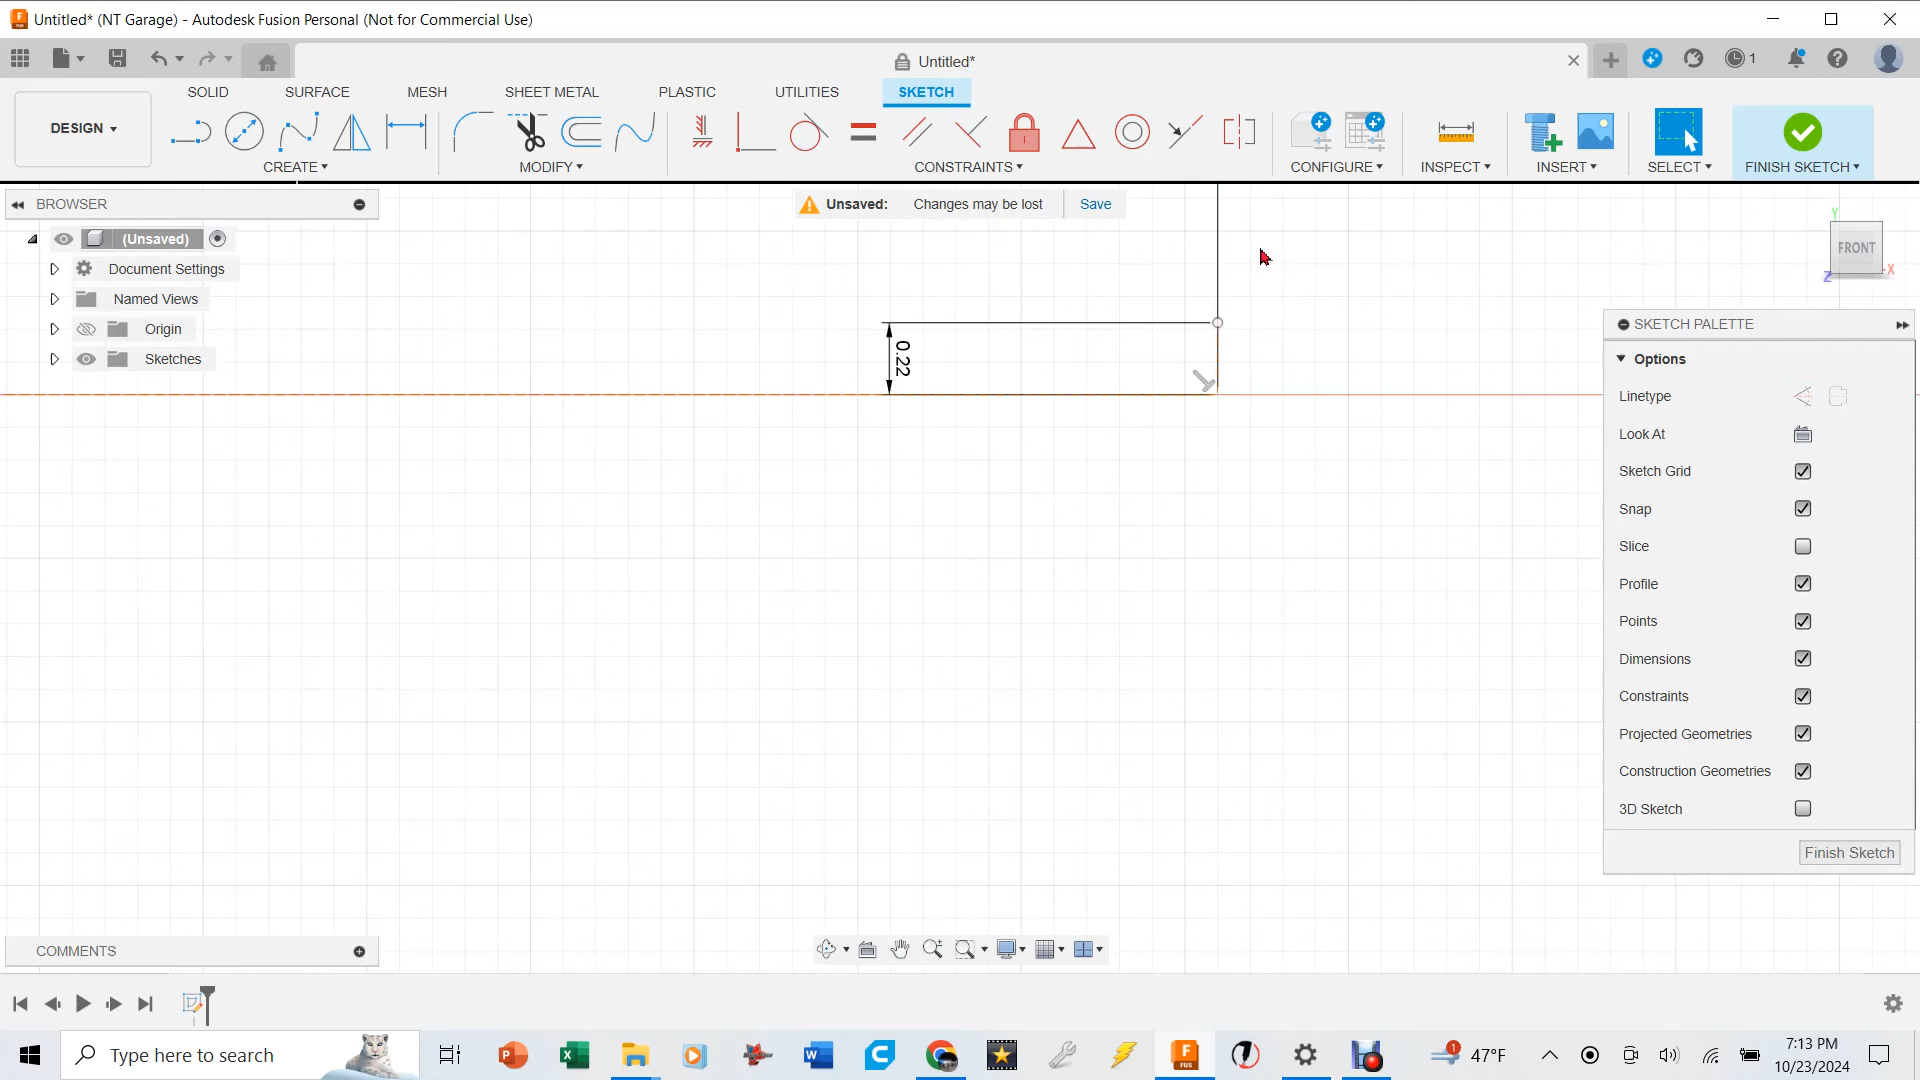 Untitled* (NT Garage) - Autodesk Fusion Personal (Not for Commercial Use)
Untitled*
1
SOLID SURFACE MESH SHEET METAL PLASTIC UTILITIES SKETCH
DESIGN
CREATE MODIFY CONSTRAINTS CONFIGURE INSPECT INSERT SELECT FINISH SKETCH
BROWSER
Unsaved: Changes may be lost Save
(Unsaved)
Document Settings
Named Views
Origin
Sketches
0.22
Y
FRONT
X
Z
SKETCH PALETTE
Options
Linetype
Look At
Sketch Grid
Snap
Slice
Profile
Points
Dimensions
Constraints
Projected Geometries
Construction Geometries
3D Sketch
Finish Sketch
COMMENTS
Type here to search
47°F
7:13 PM
10/23/2024